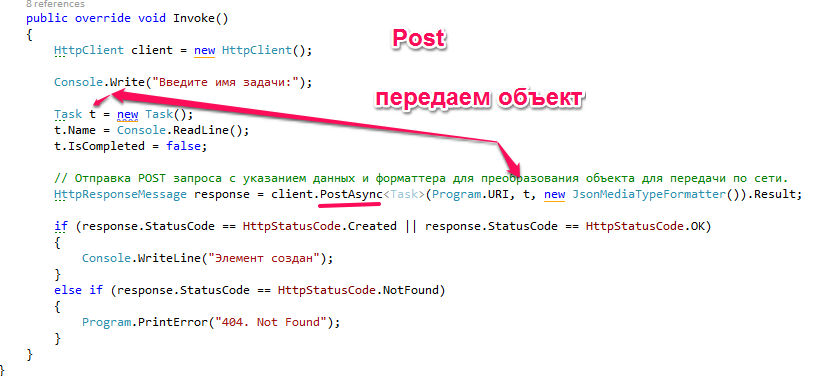 8 references
public override void Invoke()
{
HttpClient client = new HttpClient();
Post
Console.Write("Введите имя задачи:");
передаем объект
Task t = new Task();
t.Name = Console.ReadLine();
t.IsCompleted = false;
// Отправка POST запроса с указанием данных и форматтера для преобразования объекта для передачи по сети.
HttpResponseMessage response = client.PostAsync<Task>(Program.URI, t, new JsonMediaTypeFormatter()).Result;
if (response.StatusCode == HttpStatusCode.Created || response.StatusCode == HttpStatusCode.OK)
{
Console.WriteLine("Элемент создан");
}
else if (response.StatusCode == HttpStatusCode.NotFound)
{
Program.PrintError("404. Not Found");
}
}
}